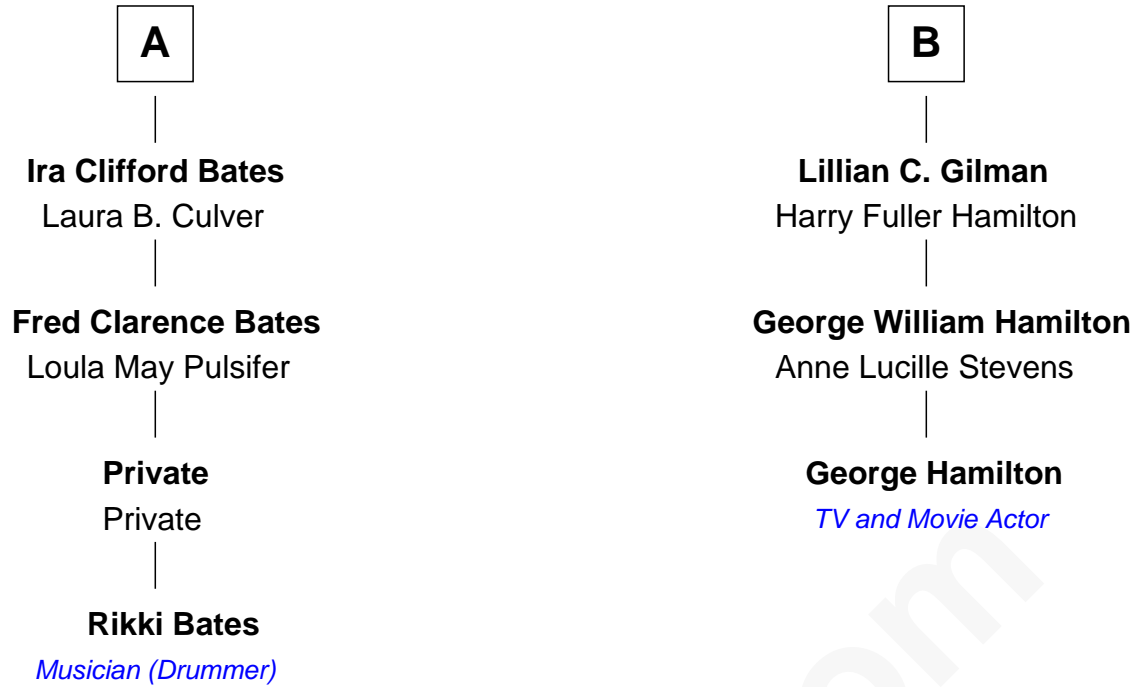 A
Ira Clifford Bates
Laura B. Culver
Fred Clarence Bates
Loula May Pulsifer
Private
Private
Rikki Bates
Musician (Drummer)
B
Lillian C. Gilman
Harry Fuller Hamilton
George William Hamilton
Anne Lucille Stevens
George Hamilton
TV and Movie Actor
om